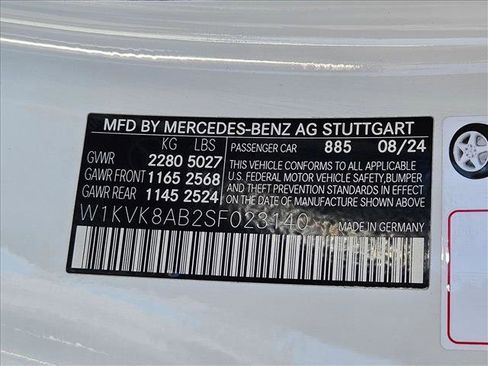 MFD BY MERCEDES-BENZ AG STUTTGART
KG LBS PASSENGER CAR 885 08/24
GVWR 2280 5027
GAWR FRONT 1165 2568
GAWR REAR 1145 2524
THIS VEHICLE CONFORMS TO ALL APPLICABLE
U.S. FEDERAL MOTOR VEHICLE SAFETY,BUMPER
AND THEFT PREVENTION STANDARDS IN EFFECT
ON THE DATE OF MANUFACTURE SHOWN ABOVE
W1KVK8AB2SF023140 MADE IN GERMANY